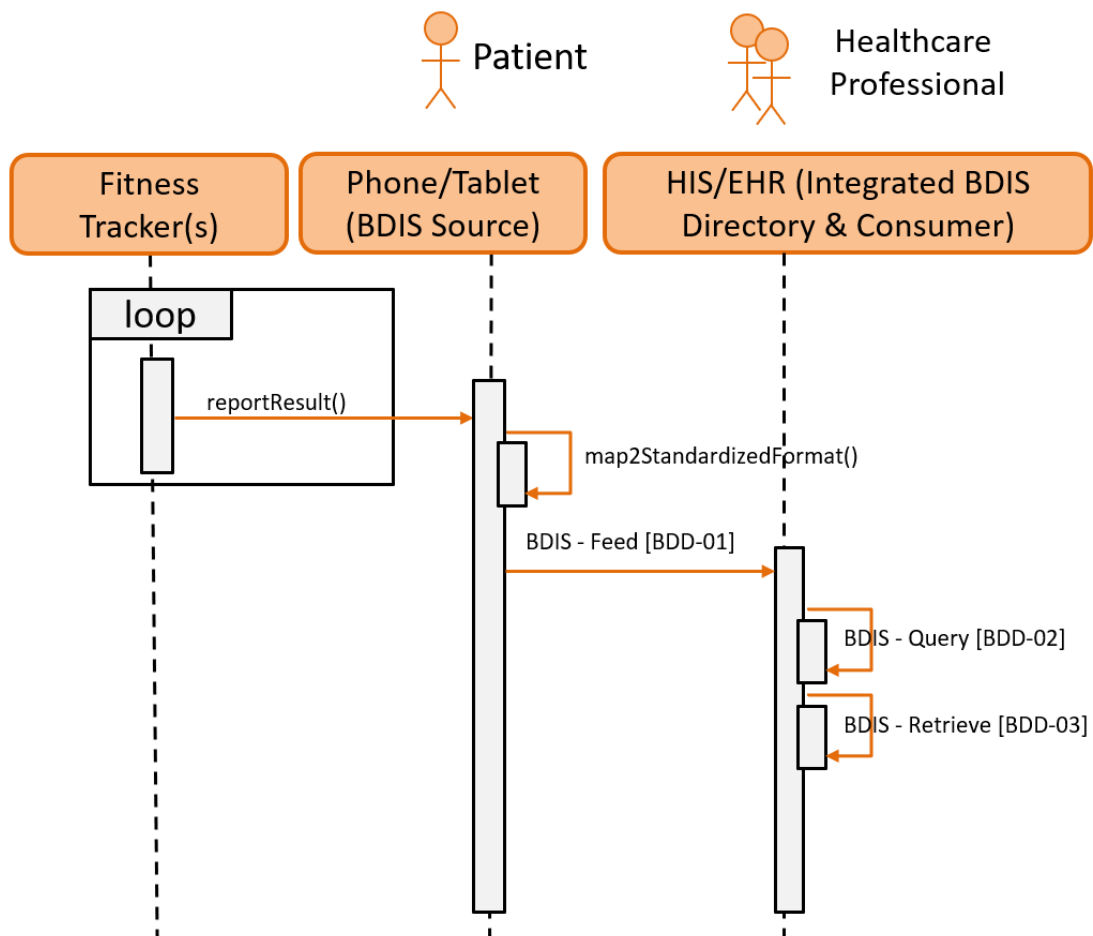 Patient
Healthcare
Professional
Fitness
Tracker(s)
Phone/Tablet
(BDIS Source)
HIS/EHR (Integrated BDIS
Directory & Consumer)
loop
reportResult()
map2StandardizedFormat()
BDIS - Feed [BDD-01]
BDIS - Query [BDD-02]
BDIS - Retrieve [BDD-03]